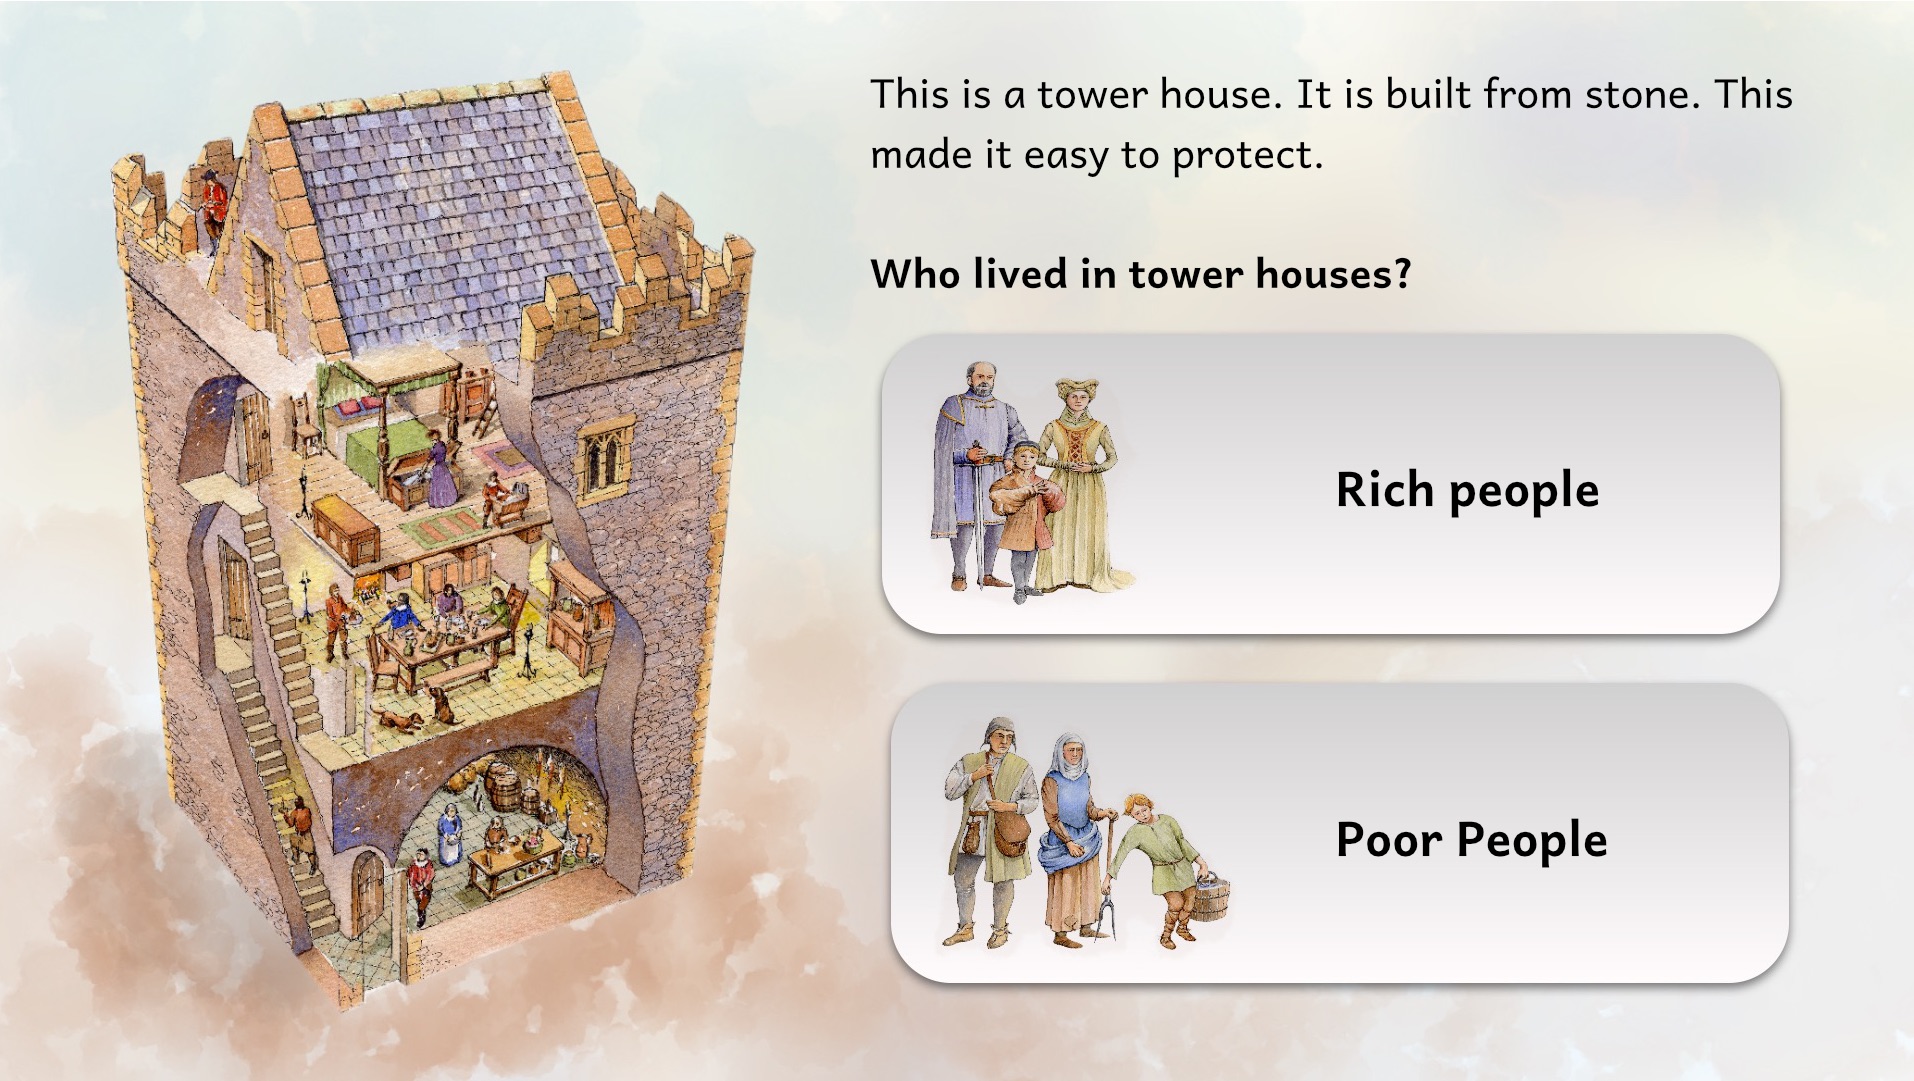 This is a tower house. It is built from stone. This
made it easy to protect.
Who lived in tower houses?
Rich people
Poor People